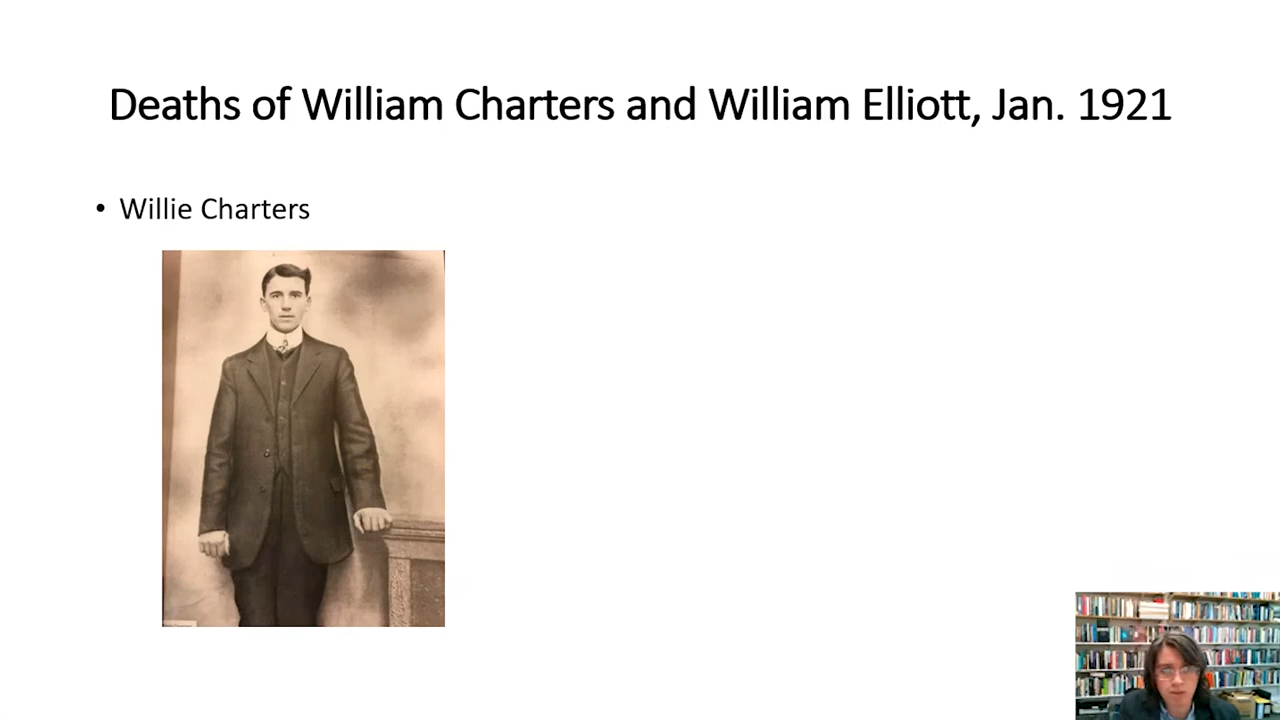 Deaths of William Charters and William Elliott, Jan. 1921
• Willie Charters